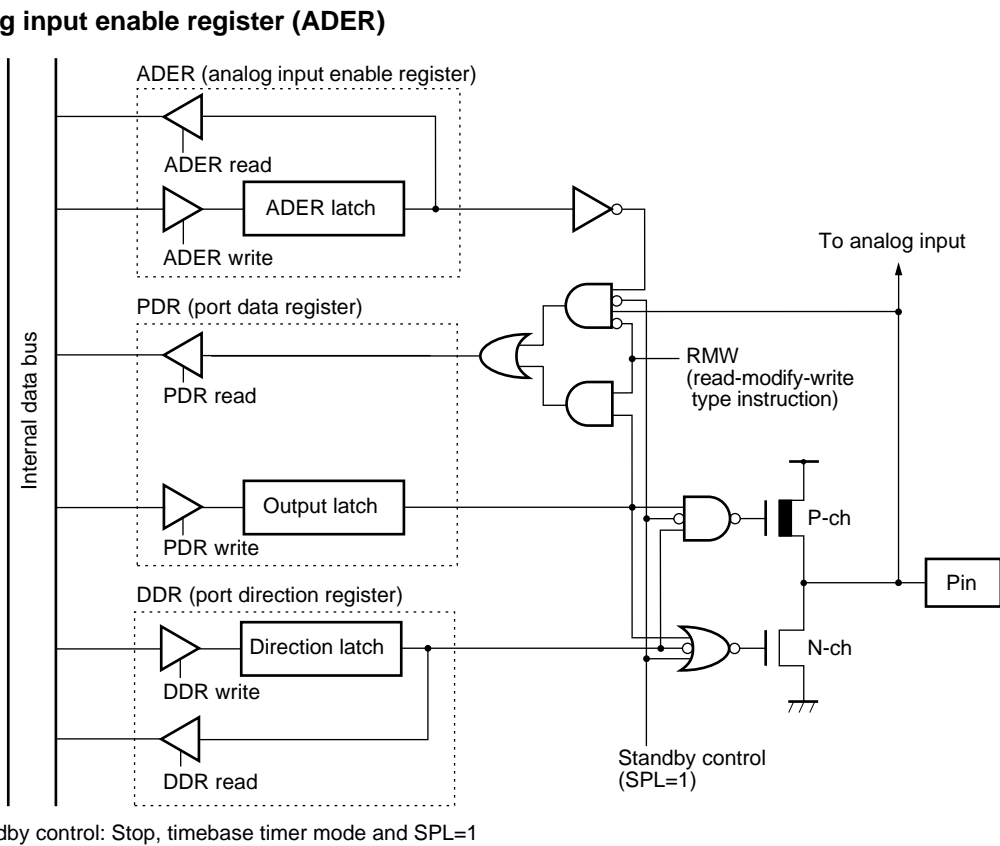 g input enable register (ADER)
ADER (analog input enable register)
ADER read
ADER latch
ADER write
To analog input
PDR (port data register)
Internal data bus
RMW
(read-modify-write
type instruction)
PDR read
Output latch
P-ch
PDR write
Pin
DDR (port direction register)
Direction latch
N-ch
DDR write
Standby control
(SPL=1)
DDR read
dby control: Stop, timebase timer mode and SPL=1